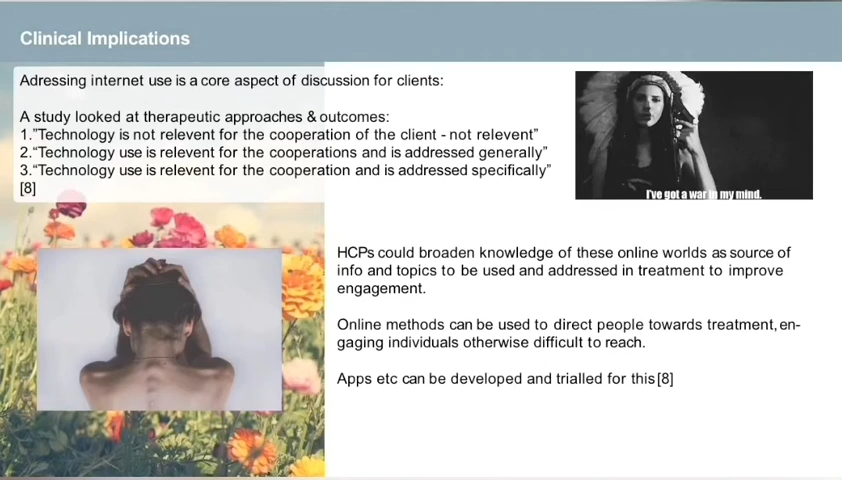 Clinical Implications
Adressing internet use is a core aspect of discussion for clients:
A study looked at therapeutic approaches & outcomes:
1."Technology is not relevent for the cooperation of the client - not relevent"
2."Technology use is relevent for the cooperations and is addressed generally"
3."Technology use is relevent for the cooperation and is addressed specifically"
[8]
I've got a war in my mind.
HCPs could broaden knowledge of these online worlds as source of
info and topics to be used and addressed in treatment to improve
engagement.
Online methods can be used to direct people towards treatment, en-
gaging individuals otherwise difficult to reach.
Apps etc can be developed and trialled for this[8]